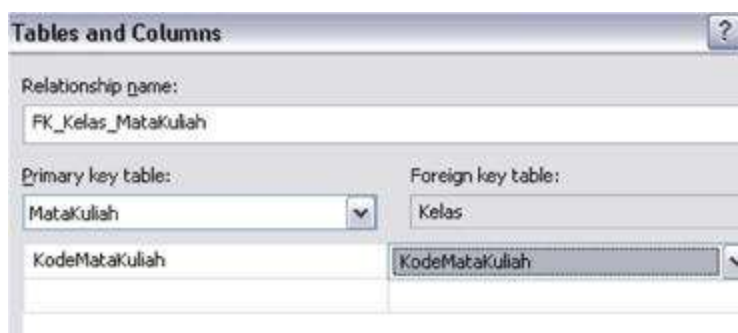 Tables and Columns ?
Relationship name:
FK_Kelas_MataKuliah
Primary key table: Foreign key table:
MataKuliah Kelas
KodeMataKuliah KodeMataKuliah